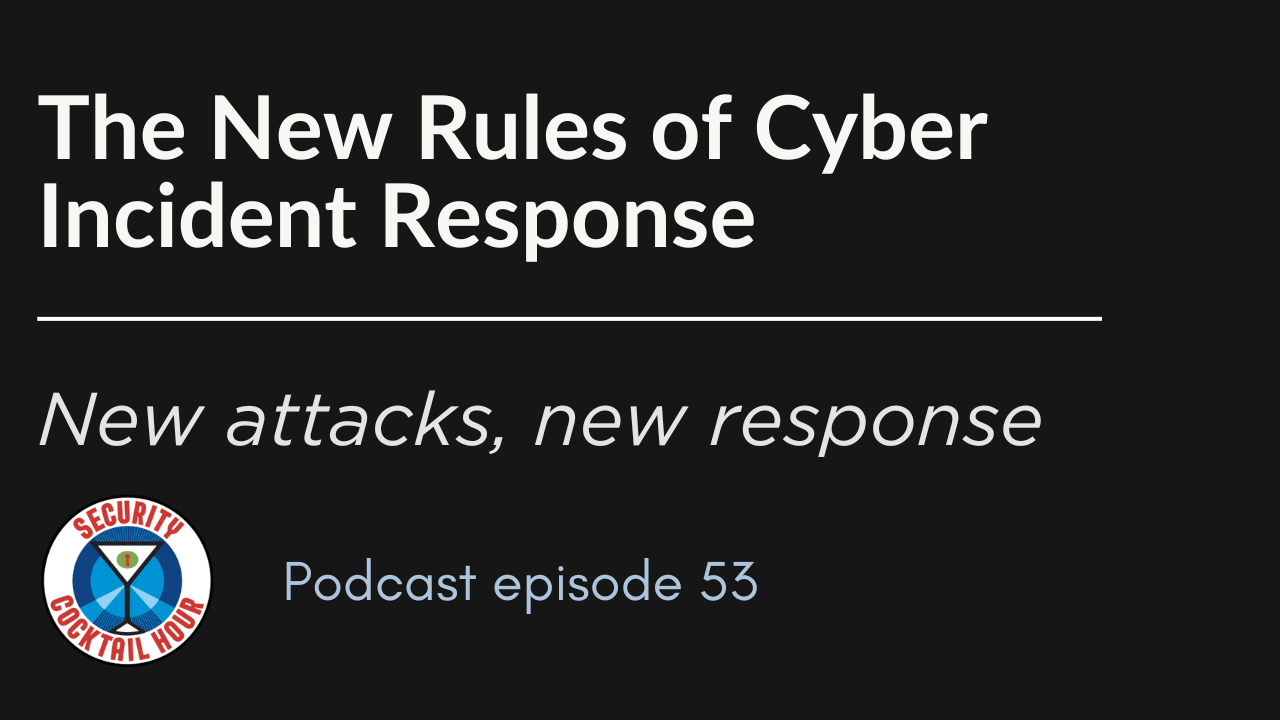 The New Rules of Cyber
Incident Response
New attacks, new response
SECURITY
COCKTAIL HOUR
Podcast episode 53